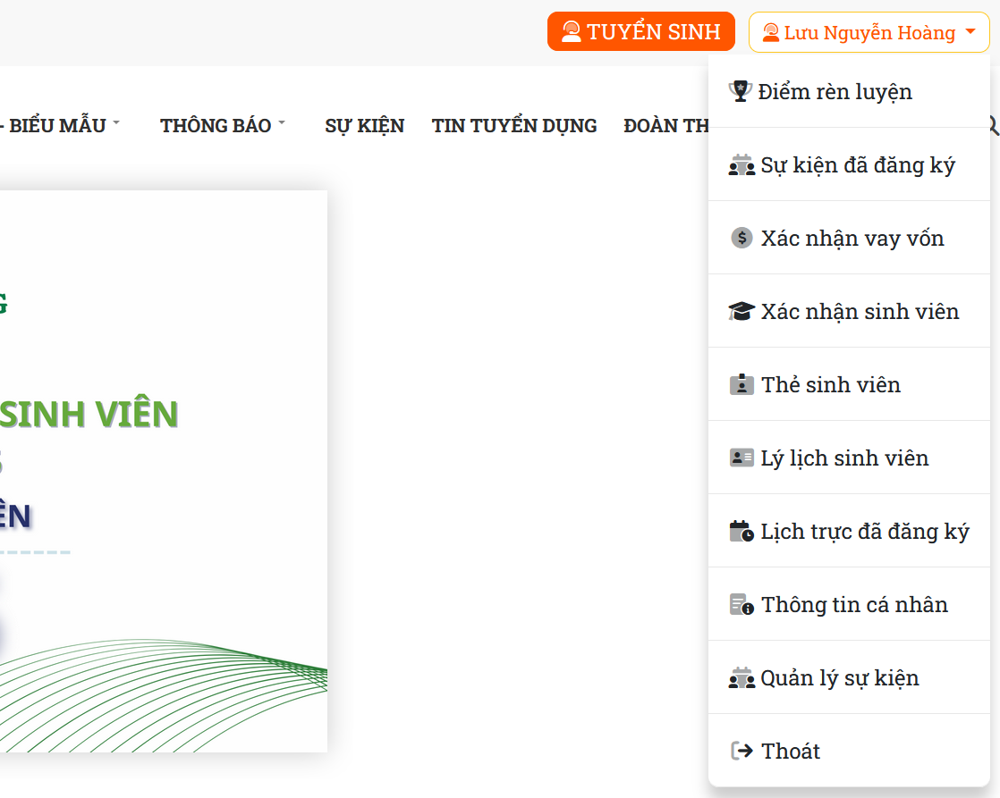 TUYỂN SINH
Lưu Nguyễn Hoàng
- BIỂU MẪU
THÔNG BÁO
SỰ KIỆN
TIN TUYỂN DỤNG
ĐOÀN TH
Điểm rèn luyện
Sự kiện đã đăng ký
Xác nhận vay vốn
Xác nhận sinh viên
Thẻ sinh viên
Lý lịch sinh viên
Lịch trực đã đăng ký
Thông tin cá nhân
Quản lý sự kiện
Thoát
G
SINH VIÊN
ÊN